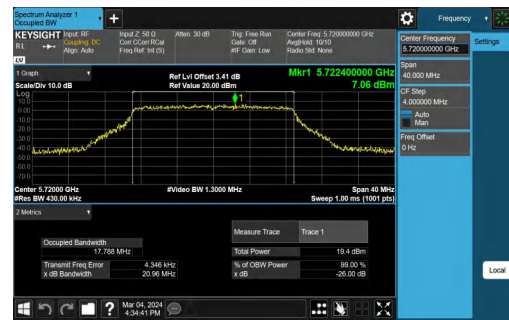 Spectrum Analyzer 1
Occupied BW
+
Frequency
KEYSIGHT
Input: RF
Input Z: 50 Ω
Atten: 30 dB
Trig: Free Run
Center Freq: 5.720000000 GHz
RL
Coupling: DC
Corr CCorr RCal
Gate: Off
Avg|Hold: 10/10
Align: Auto
Freq Ref: Int (S)
#IF Gain: Low
Radio Std: None
Center Frequency
5.720000000 GHz
Settings
Span
40.000 MHz
CF Step
4.000000 MHz
Auto
Man
Freq Offset
0 Hz
Local
1 Graph
Ref Lvl Offset 3.41 dB
Mkr1 5.722400000 GHz
Scale/Div 10.0 dB
Ref Value 20.00 dBm
7.06 dBm
Log
10.0
0.00
-10.0
-20.0
-30.0
-40.0
-50.0
-60.0
-70.0
1
Center 5.72000 GHz
#Video BW 1.3000 MHz
Span 40 MHz
#Res BW 430.00 kHz
Sweep 1.00 ms (1001 pts)
2 Metrics
Measure Trace
Trace 1
Occupied Bandwidth
17.788 MHz
Total Power
19.4 dBm
Transmit Freq Error
4.346 kHz
% of OBW Power
99.00 %
x dB Bandwidth
20.96 MHz
x dB
-26.00 dB
?
Mar 04, 2024
4:34:41 PM